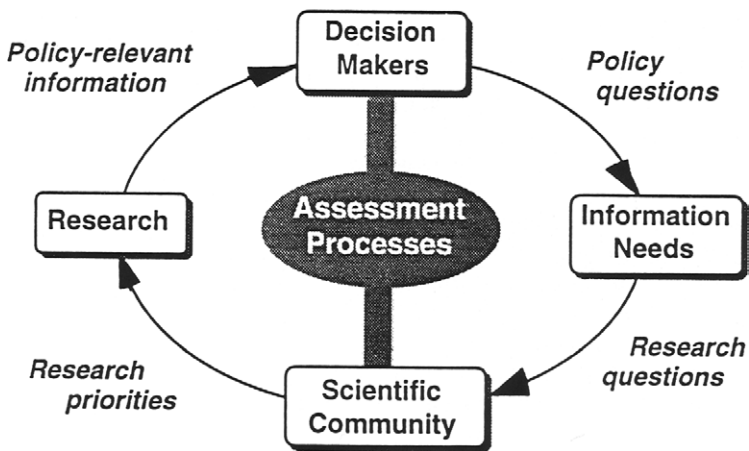 Decision
Makers
Policy-relevant
information
Policy
questions
Assessment
Processes
Research
Information
Needs
Research
priorities
Research
questions
Scientific
Community